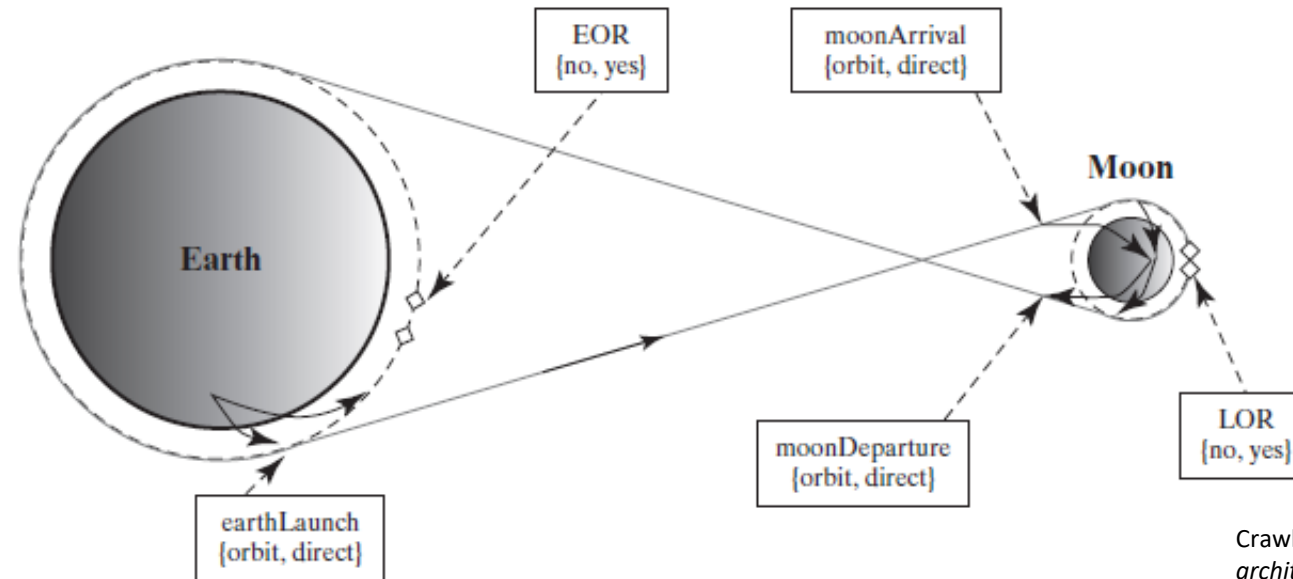 EOR
{no, yes}
moonArrival
{orbit, direct}
Moon
Earth
LOR
{no, yes}
moonDeparture
{orbit, direct}
earthLaunch
{orbit, direct}